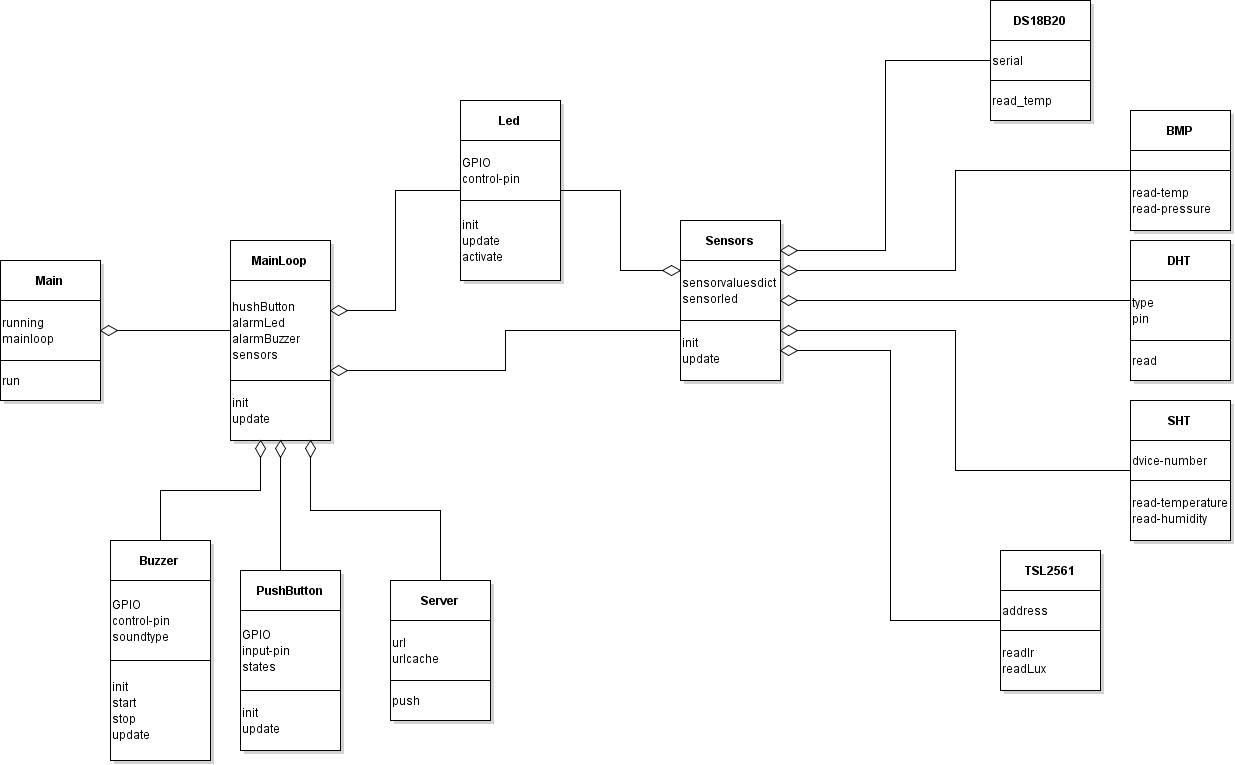 DS18B20
serial
read_temp
BMP
read-temp
read-pressure
Led
GPIO
control-pin
init
update
activate
Sensors
sensorvaluesdict
sensorled
init
update
DHT
type
pin
read
MainLoop
hushButton
alarmLed
alarmBuzzer
sensors
init
update
Main
running
mainloop
run
SHT
dvice-number
read-temperature
read-humidity
Buzzer
GPIO
control-pin
soundtype
init
start
stop
update
PushButton
GPIO
input-pin
states
init
update
Server
url
urlcache
push
TSL2561
address
readIr
readLux